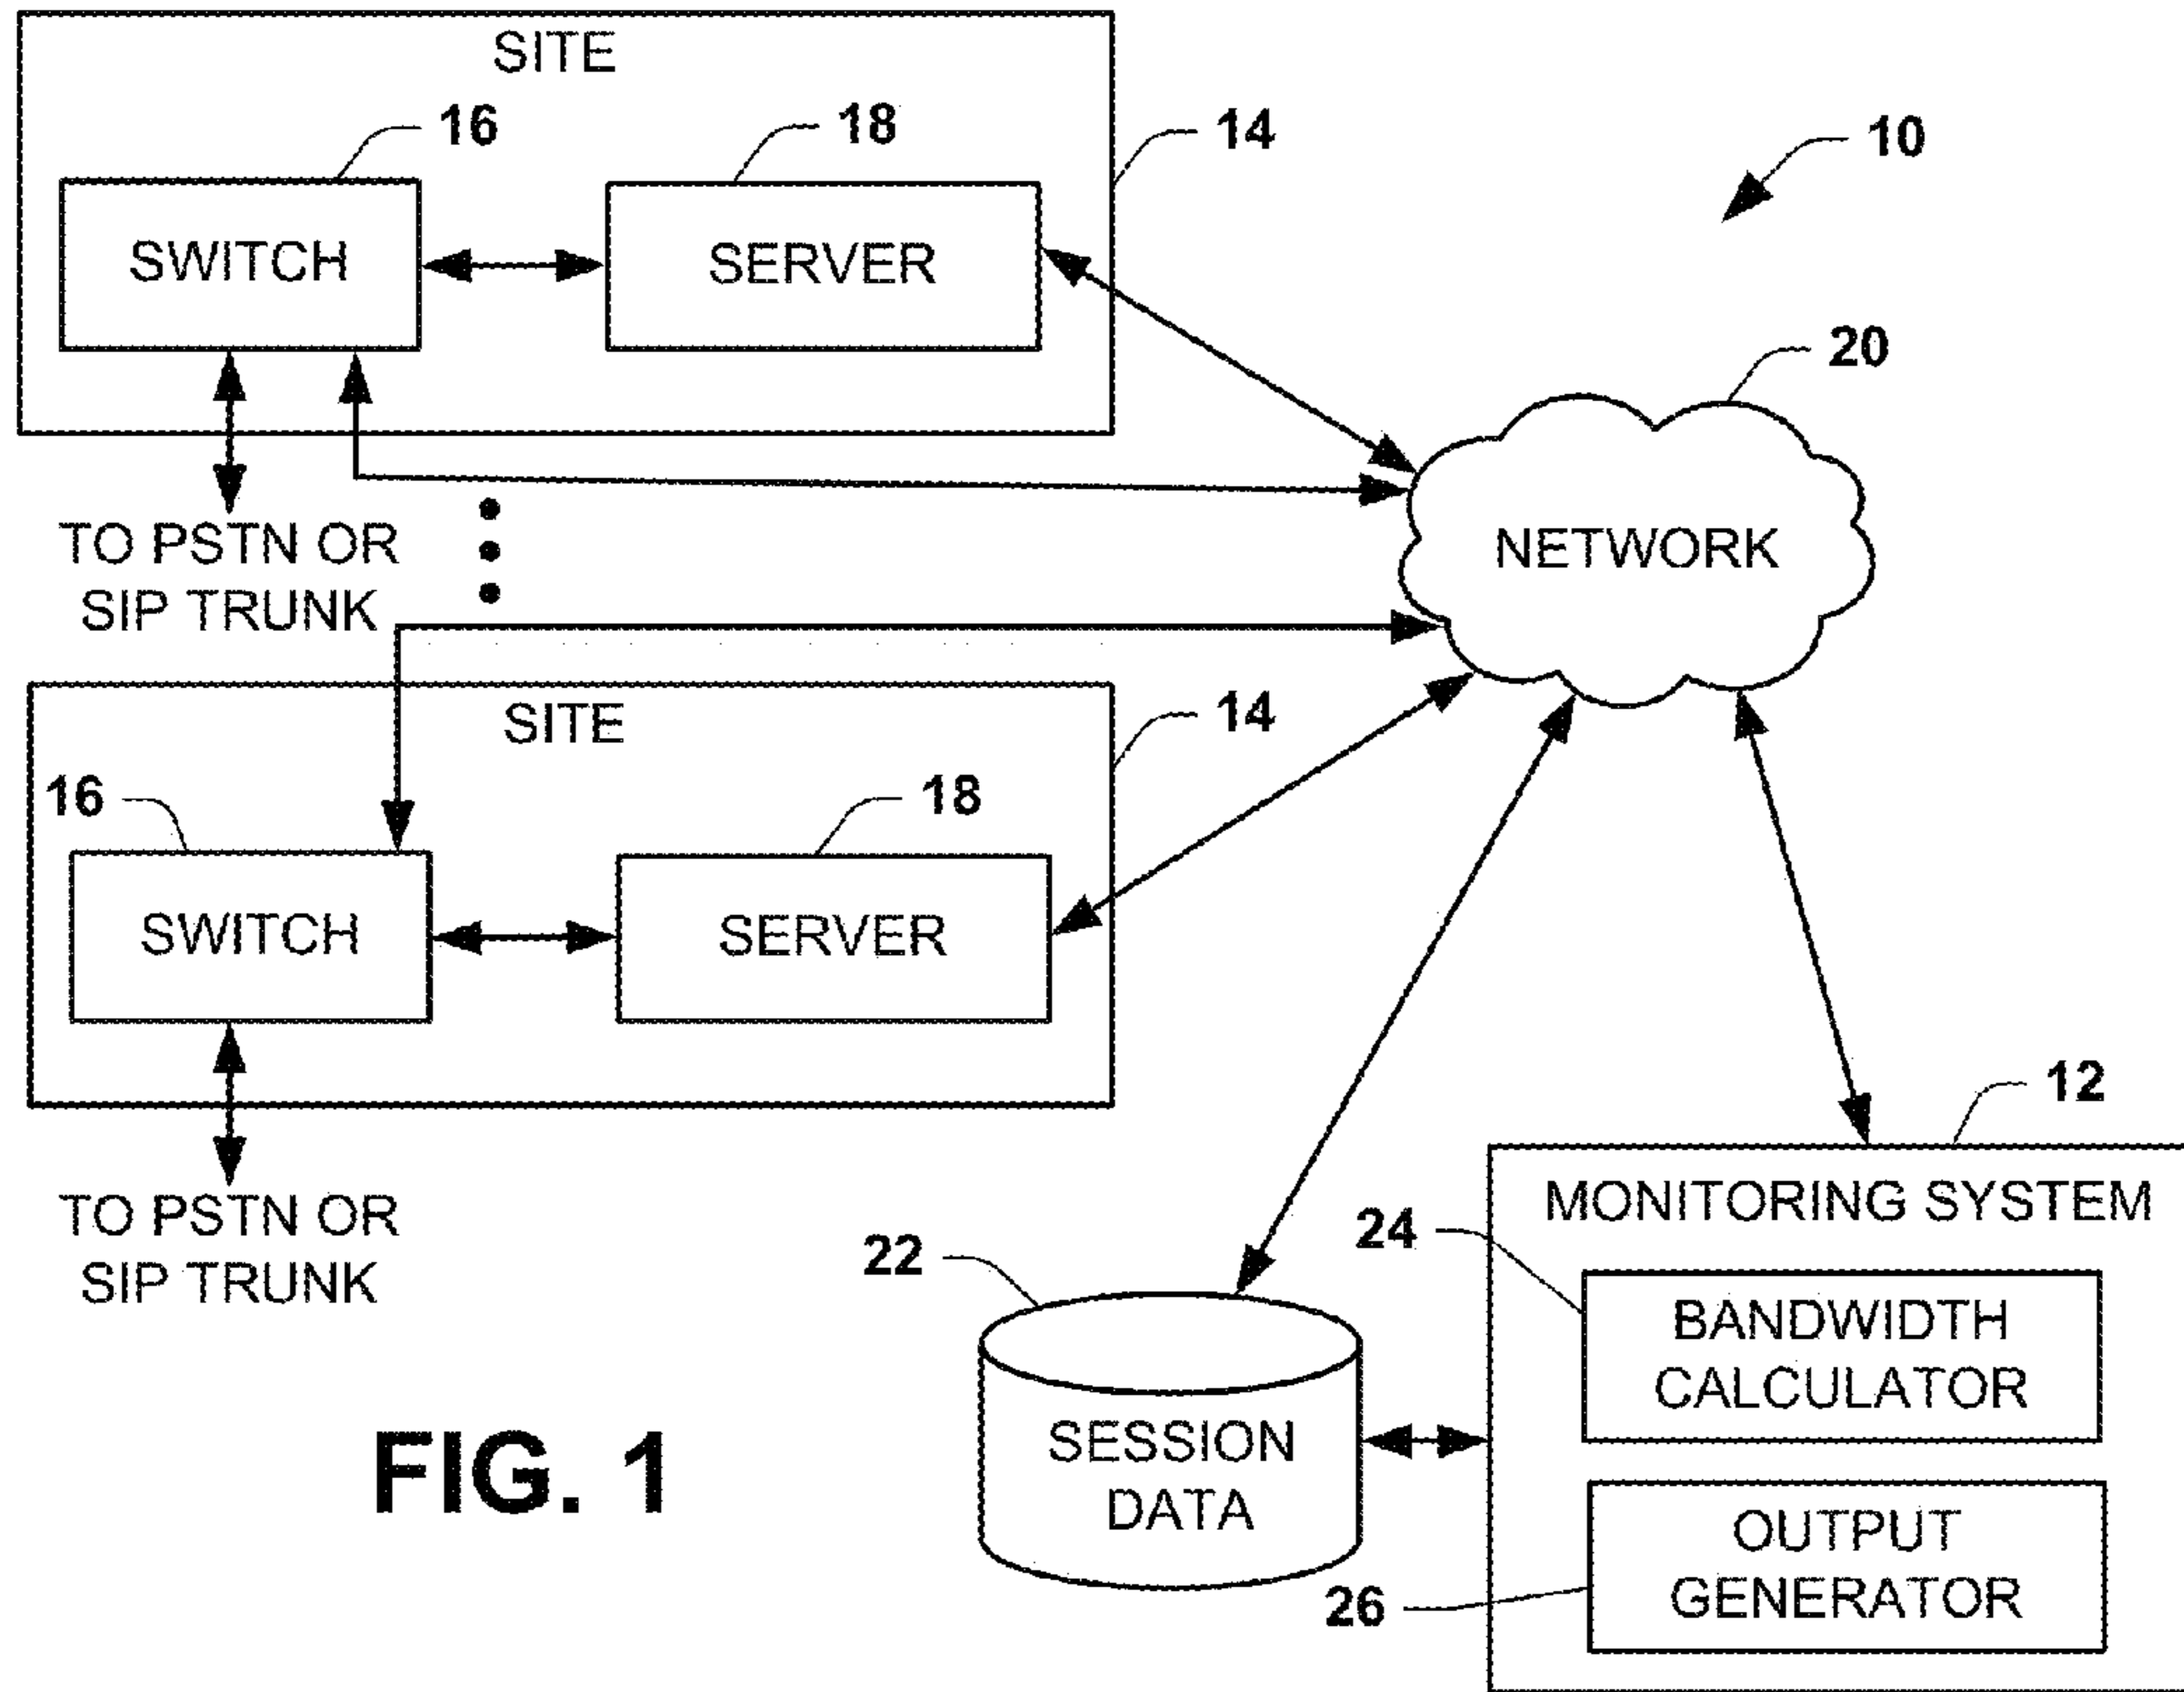 SITE
16
18
14
10
SWITCH
SERVER
20
TO PSTN OR
SIP TRUNK
NETWORK
SITE
14
16
18
SWITCH
SERVER
TO PSTN OR
SIP TRUNK
12
MONITORING SYSTEM
24
22
BANDWIDTH
CALCULATOR
SESSION
DATA
OUTPUT
GENERATOR
26
FIG. 1